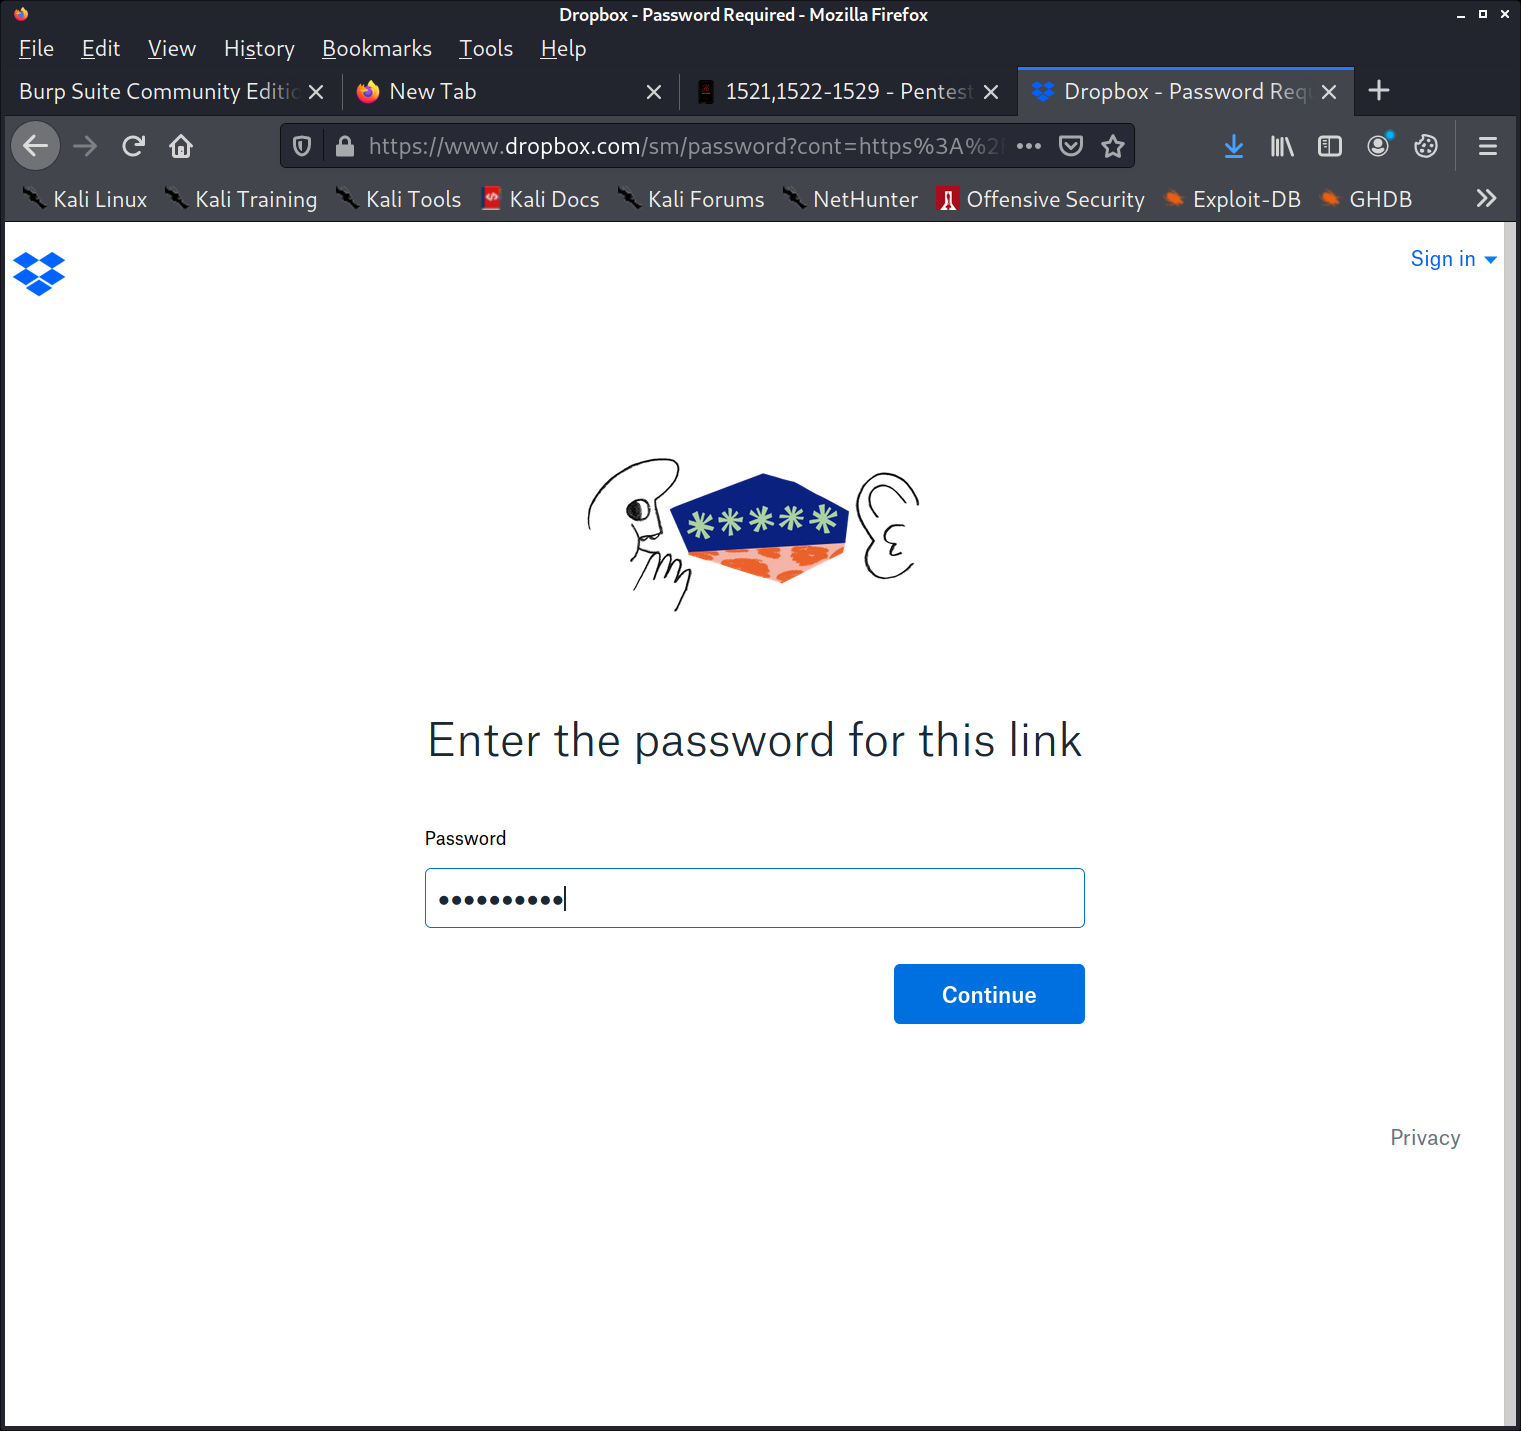 Dropbox - Password Required - Mozilla Firefox
File Edit View History Bookmarks Tools Help
Burp Suite Community Editio New Tab 1521,1522-1529 - Pentest Dropbox - Password Requ
https://www.dropbox.com/sm/password?cont=https%3A%2F
Kali Linux Kali Training Kali Tools Kali Docs Kali Forums NetHunter Offensive Security Exploit-DB GHDB
Sign in
Enter the password for this link
Password
Continue
Privacy